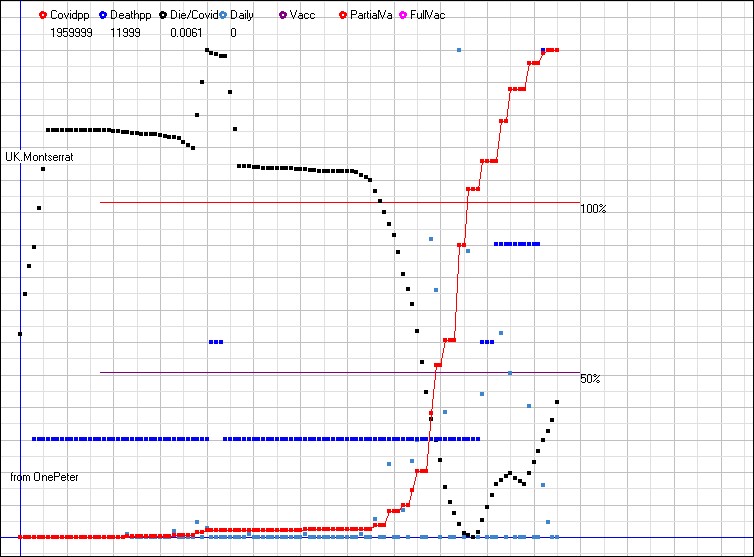 Covidpp Deathpp Die/Covid Daily Vacc PartialVa FullVac
1959999 11999 0.0061 0
UK.Montserrat
100%
50%
from OnePeter